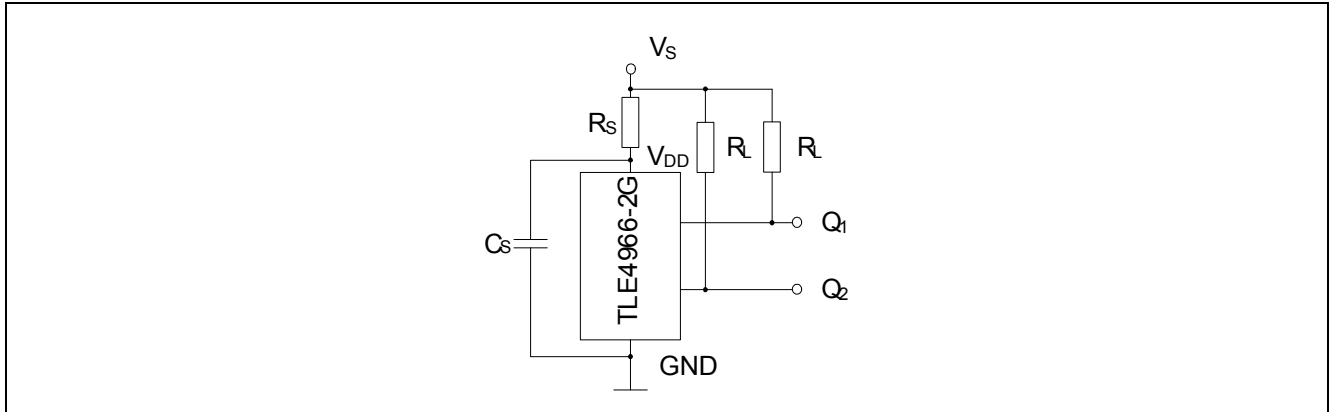 VS
RS
VDD
RL
RL
TLE4966-2G
Q1
CS
Q2
GND